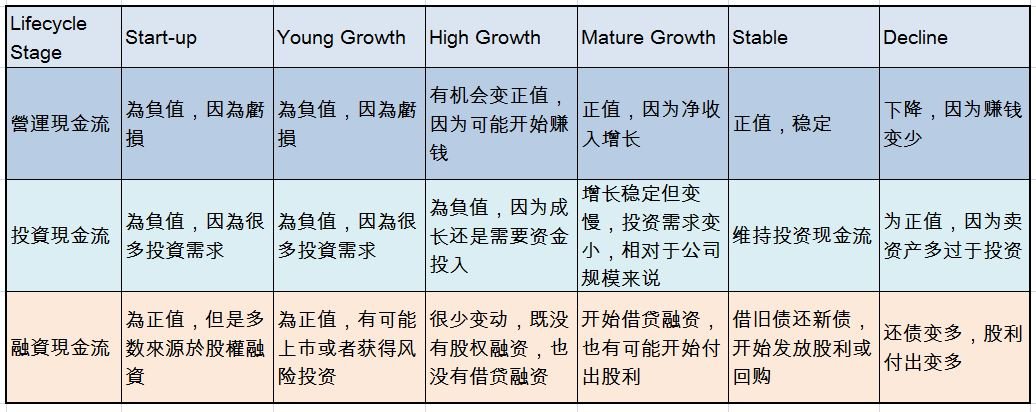 Lifecycle
Stage
Start-up
Young Growth
High Growth
Mature Growth
Stable
Decline
營運現金流
為負值，因為虧
損
為負值，因為虧
損
有机会变正值，
因为可能开始赚
钱
正值，因为净收
入增长
正值，稳定
下降，因为赚钱
变少
投資現金流
為負值，因為很
多投資需求
為負值，因為很
多投資需求
為負值，因为成
长还是需要资金
投入
增长稳定但变
慢，投资需求变
小，相对于公司
规模来说
维持投资现金流
为正值，因为卖
资产多过于投资
融資現金流
為正值，但是多
数來源於股權融
資
為正值，有可能
上市或者获得风
险投资
很少变动，既没
有股权融资，也
没有借贷融资
开始借贷融资，
也有可能开始付
出股利
借旧债还新债，
开始发放股利或
回购
还债变多，股利
付出变多